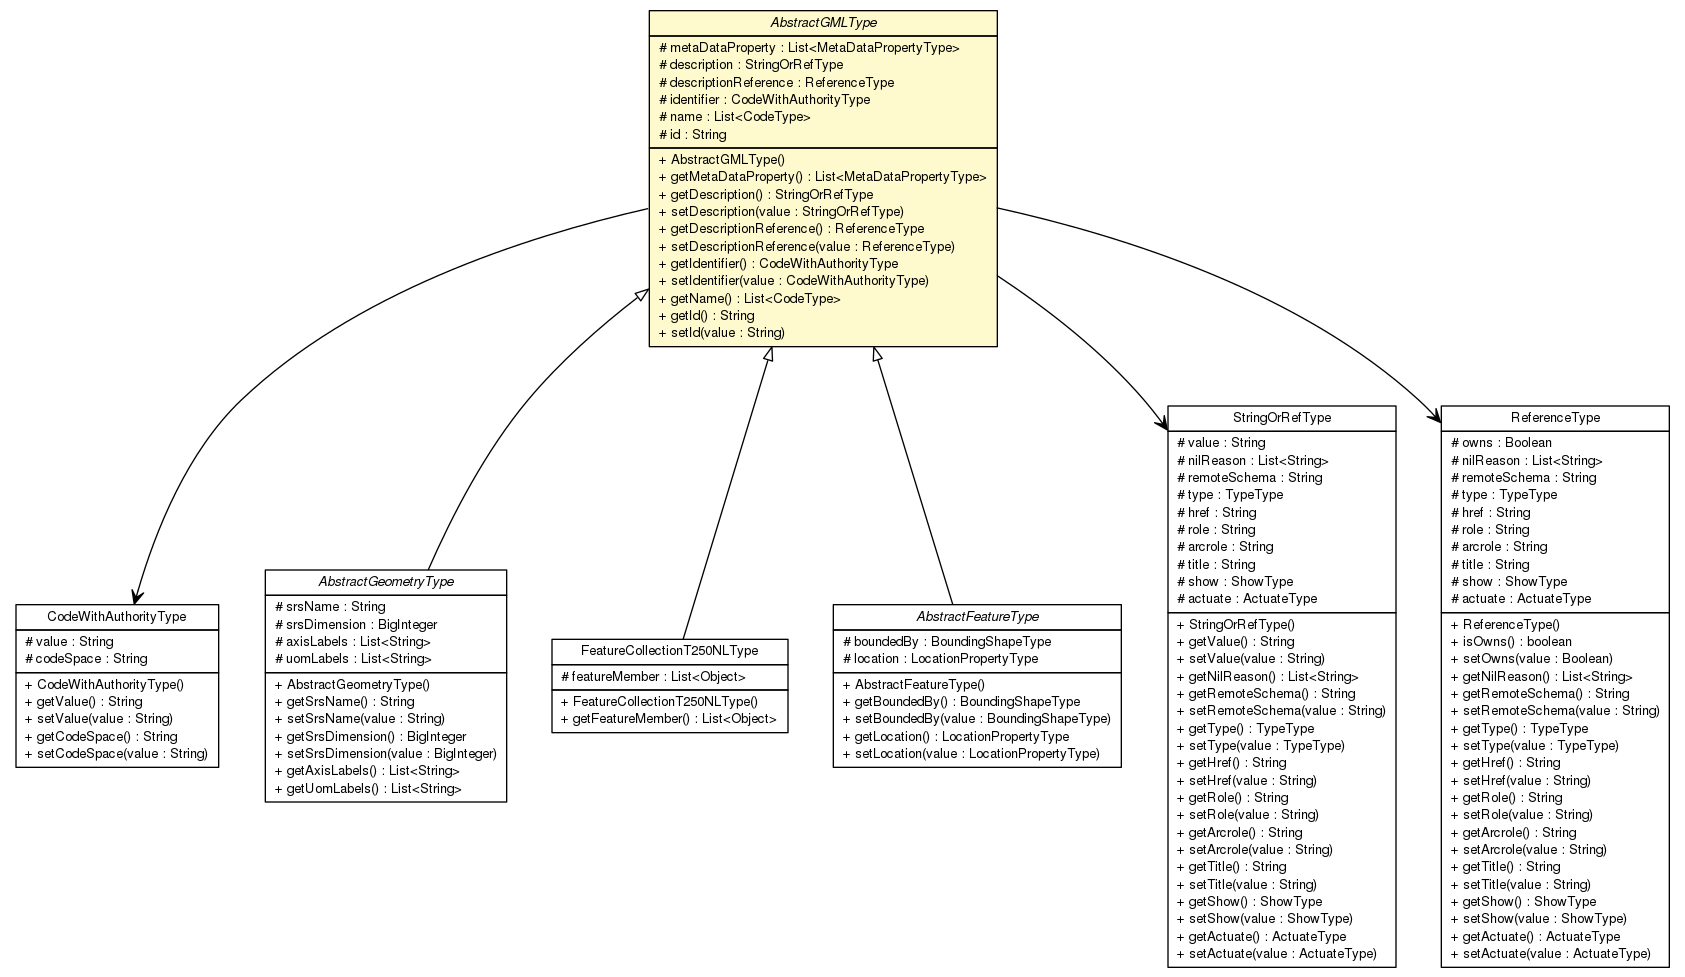 AbstractGMLType
# metaDataProperty : List<MetaDataPropertyType>
# description : StringOrRefType
# descriptionReference : ReferenceType
# identifier : CodeWithAuthorityType
# name : List<CodeType>
# id : String
+ AbstractGMLType()
+ getMetaDataProperty() : List<MetaDataPropertyType>
+ getDescription() : StringOrRefType
+ setDescription(value : StringOrRefType)
+ getDescriptionReference() : ReferenceType
+ setDescriptionReference(value : ReferenceType)
+ getIdentifier() : CodeWithAuthorityType
+ setIdentifier(value : CodeWithAuthorityType)
+ getName() : List<CodeType>
+ getId() : String
+ setId(value : String)
CodeWithAuthorityType
# value : String
# codeSpace : String
+ CodeWithAuthorityType()
+ getValue() : String
+ setValue(value : String)
+ getCodeSpace() : String
+ setCodeSpace(value : String)
AbstractGeometryType
# srsName : String
# srsDimension : BigInteger
# axisLabels : List<String>
# uomLabels : List<String>
+ AbstractGeometryType()
+ getSrsName() : String
+ setSrsName(value : String)
+ getSrsDimension() : BigInteger
+ setSrsDimension(value : BigInteger)
+ getAxisLabels() : List<String>
+ getUomLabels() : List<String>
FeatureCollectionT250NLType
# featureMember : List<Object>
+ FeatureCollectionT250NLType()
+ getFeatureMember() : List<Object>
AbstractFeatureType
# boundedBy : BoundingShapeType
# location : LocationPropertyType
+ AbstractFeatureType()
+ getBoundedBy() : BoundingShapeType
+ setBoundedBy(value : BoundingShapeType)
+ getLocation() : LocationPropertyType
+ setLocation(value : LocationPropertyType)
StringOrRefType
# value : String
# nilReason : List<String>
# remoteSchema : String
# type : TypeType
# href : String
# role : String
# arcrole : String
# title : String
# show : ShowType
# actuate : ActuateType
+ StringOrRefType()
+ getValue() : String
+ setValue(value : String)
+ getNilReason() : List<String>
+ getRemoteSchema() : String
+ setRemoteSchema(value : String)
+ getType() : TypeType
+ setType(value : TypeType)
+ getHref() : String
+ setHref(value : String)
+ getRole() : String
+ setRole(value : String)
+ getArcrole() : String
+ setArcrole(value : String)
+ getTitle() : String
+ setTitle(value : String)
+ getShow() : ShowType
+ setShow(value : ShowType)
+ getActuate() : ActuateType
+ setActuate(value : ActuateType)
ReferenceType
# owns : Boolean
# nilReason : List<String>
# remoteSchema : String
# type : TypeType
# href : String
# role : String
# arcrole : String
# title : String
# show : ShowType
# actuate : ActuateType
+ ReferenceType()
+ isOwns() : boolean
+ setOwns(value : Boolean)
+ getNilReason() : List<String>
+ getRemoteSchema() : String
+ setRemoteSchema(value : String)
+ getType() : TypeType
+ setType(value : TypeType)
+ getHref() : String
+ setHref(value : String)
+ getRole() : String
+ setRole(value : String)
+ getArcrole() : String
+ setArcrole(value : String)
+ getTitle() : String
+ setTitle(value : String)
+ getShow() : ShowType
+ setShow(value : ShowType)
+ getActuate() : ActuateType
+ setActuate(value : ActuateType)